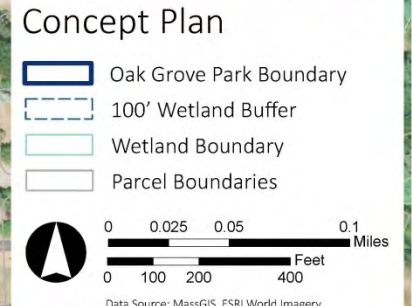 Concept Plan
Oak Grove Park Boundary
100' Wetland Buffer
Wetland Boundary
Parcel Boundaries
0 0.025 0.05 0.1
Miles
Feet
0 100 200 400
Data Source: MassGIS, ESRI World Imagery